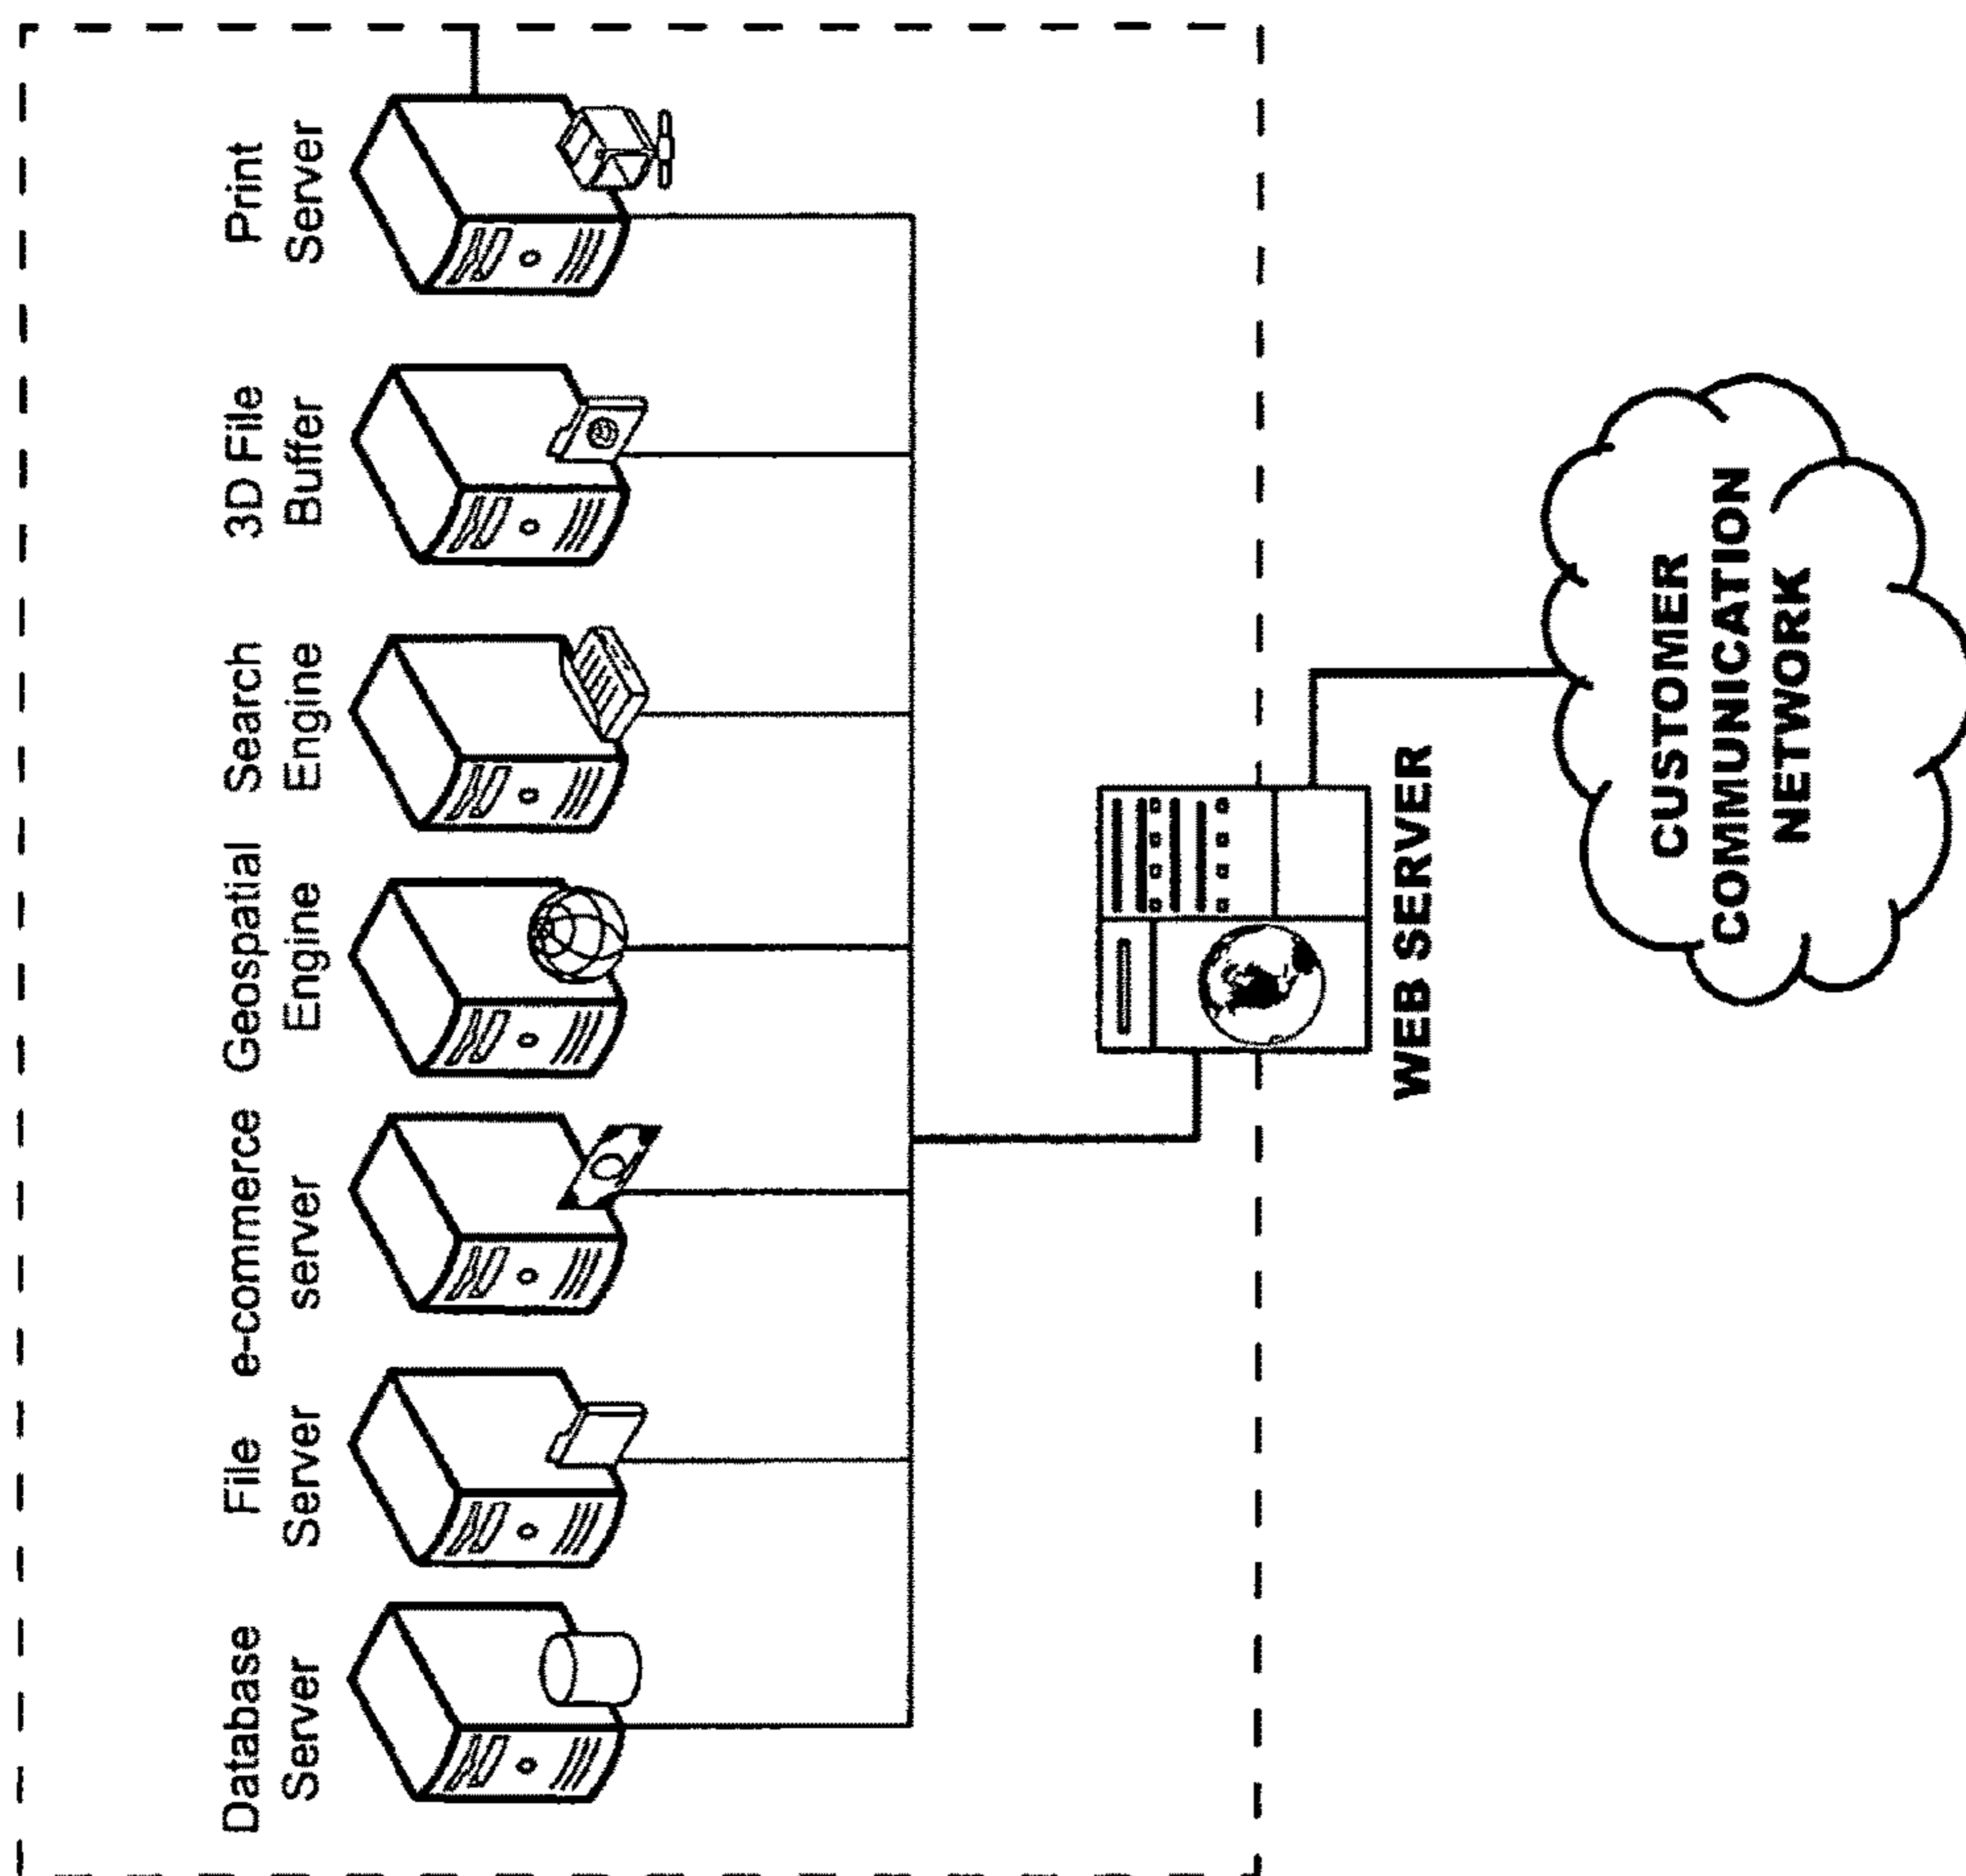 Database
Server
File
Server
e-commerce
server
Geospatial
Engine
Search
Engine
3D File
Buffer
Print
Server
WEB SERVER
CUSTOMER
COMMUNICATION
NETWORK